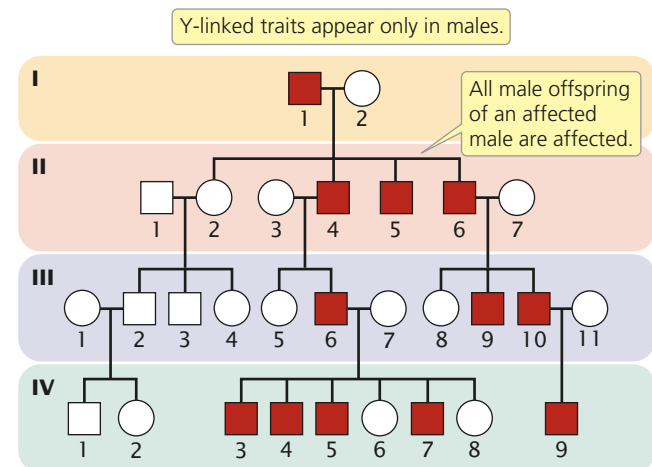 Y-linked traits appear only in males.
I
All male offspring
of an affected
male are affected.
1 2
II
1 2 3 4 5 6 7
III
1 2 3 4 5 6 7 8 9 10 11
IV
1 2 3 4 5 6 7 8 9